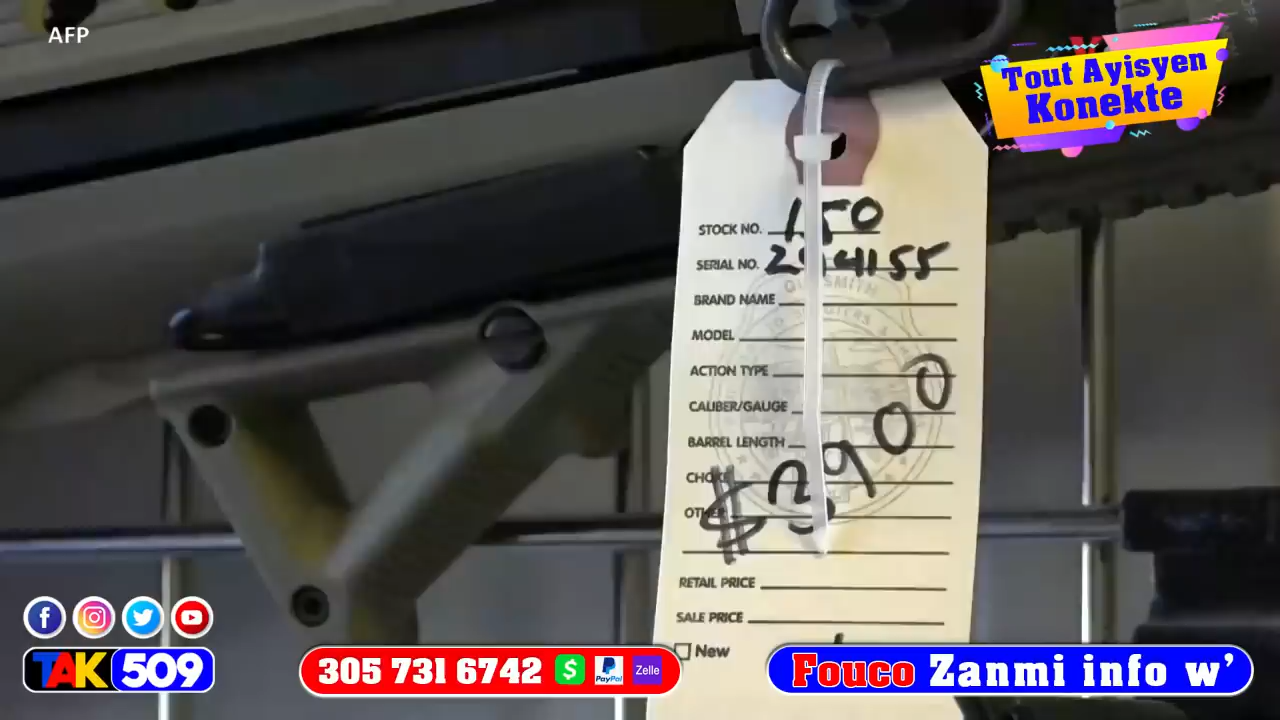 AFP
Tout Ayisyen
Konekte
STOCK NO. 150
SERIAL NO.
BRAND NAME
MODEL
ACTION TYPE
CALIBER/GAUGE
BARREL LENGTH
CHOKE
OTHER
$3900
RETAIL PRICE
SALE PRICE
New
TAK 509
305 731 6742 $ PayPal Zelle
Fouco Zanmi info w’